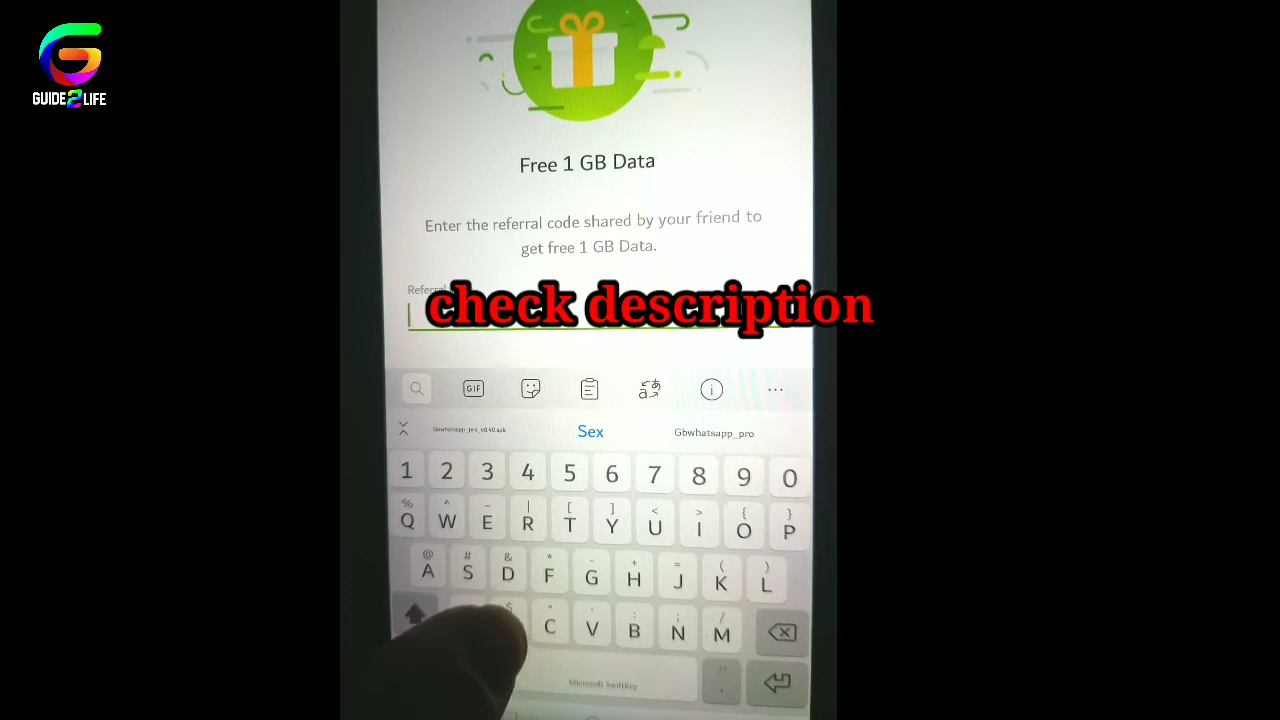 GUIDE2LIFE
Free 1 GB Data
Enter the referral code shared by your friend to
get free 1 GB Data.
Referral
check description
GIF
Gbwhatsapp_pro_v8.40.apk
Sex
Gbwhatsapp_pro
1 2 3 4 5 6 7 8 9 0
% ^ ~ | [ ] < > { }
Q W E R T Y U I O P
@ # & * - + = ( )
A S D F G H J K L
$ " ' : ; /
C V B N M
Microsoft SwiftKey